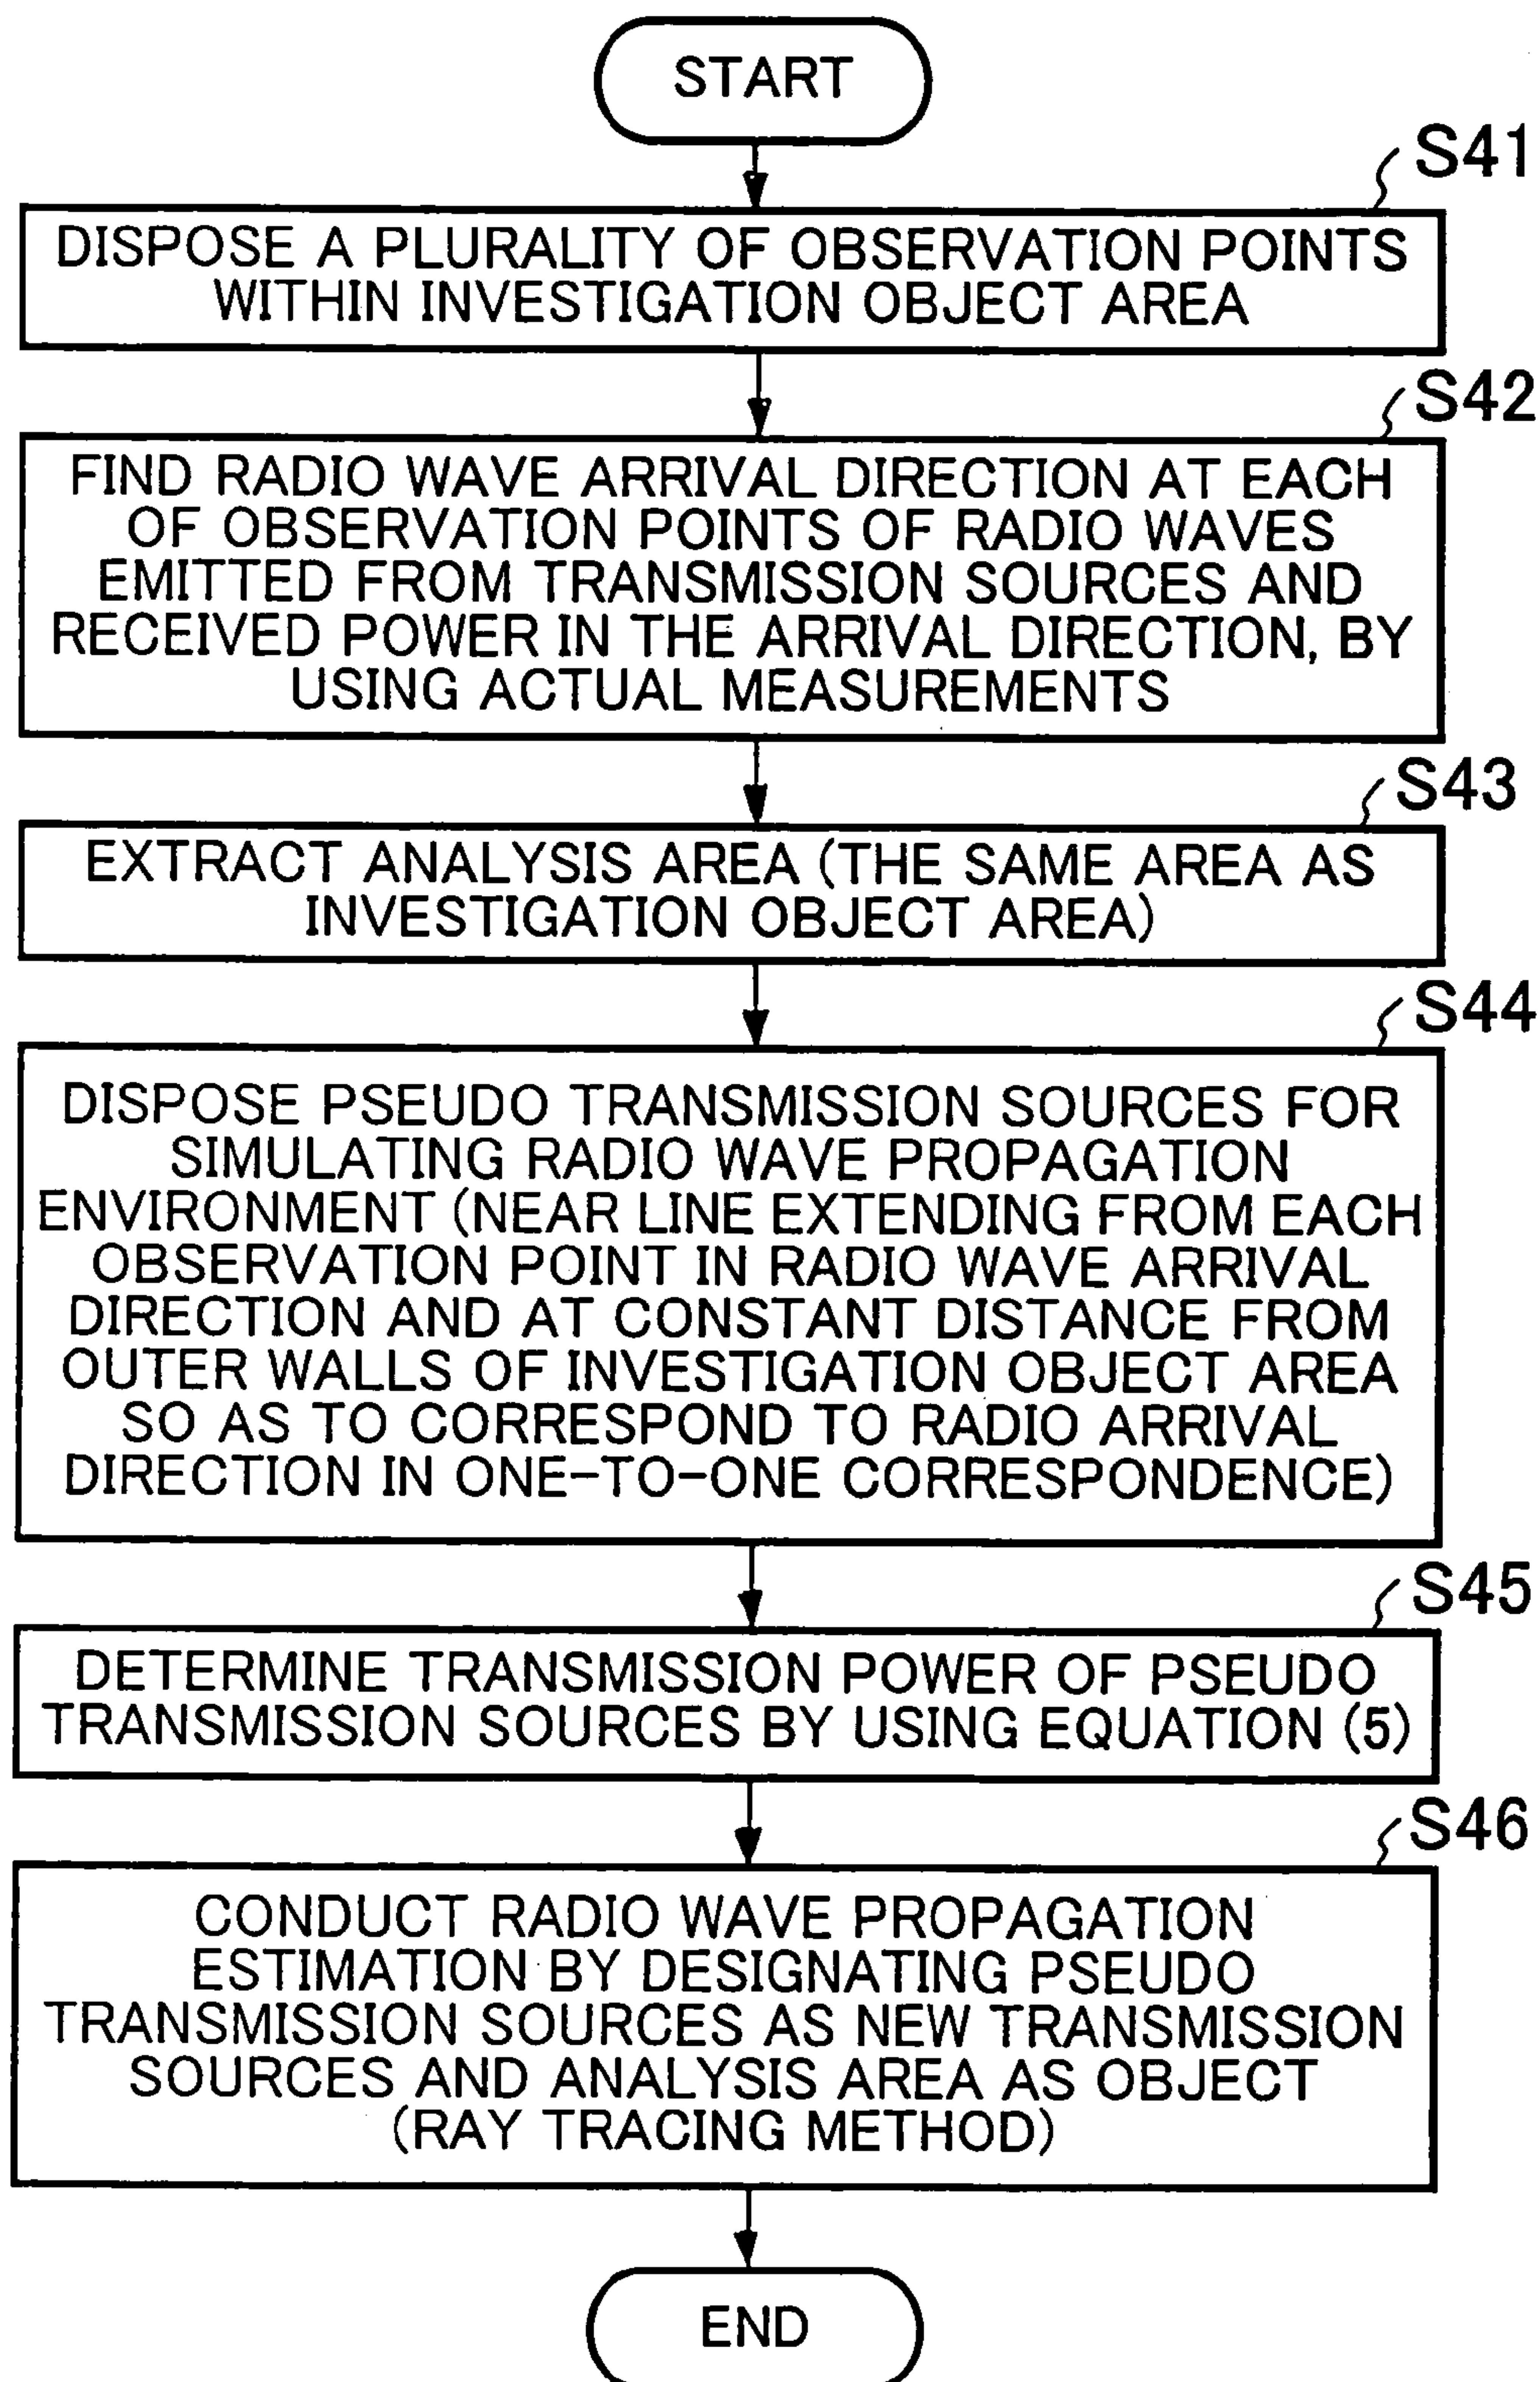 START
S41
DISPOSE A PLURALITY OF OBSERVATION POINTS
WITHIN INVESTIGATION OBJECT AREA
S42
FIND RADIO WAVE ARRIVAL DIRECTION AT EACH
OF OBSERVATION POINTS OF RADIO WAVES
EMITTED FROM TRANSMISSION SOURCES AND
RECEIVED POWER IN THE ARRIVAL DIRECTION, BY
USING ACTUAL MEASUREMENTS
S43
EXTRACT ANALYSIS AREA (THE SAME AREA AS
INVESTIGATION OBJECT AREA)
S44
DISPOSE PSEUDO TRANSMISSION SOURCES FOR
SIMULATING RADIO WAVE PROPAGATION
ENVIRONMENT (NEAR LINE EXTENDING FROM EACH
OBSERVATION POINT IN RADIO WAVE ARRIVAL
DIRECTION AND AT CONSTANT DISTANCE FROM
OUTER WALLS OF INVESTIGATION OBJECT AREA
SO AS TO CORRESPOND TO RADIO ARRIVAL
DIRECTION IN ONE-TO-ONE CORRESPONDENCE)
S45
DETERMINE TRANSMISSION POWER OF PSEUDO
TRANSMISSION SOURCES BY USING EQUATION (5)
S46
CONDUCT RADIO WAVE PROPAGATION
ESTIMATION BY DESIGNATING PSEUDO
TRANSMISSION SOURCES AS NEW TRANSMISSION
SOURCES AND ANALYSIS AREA AS OBJECT
(RAY TRACING METHOD)
END